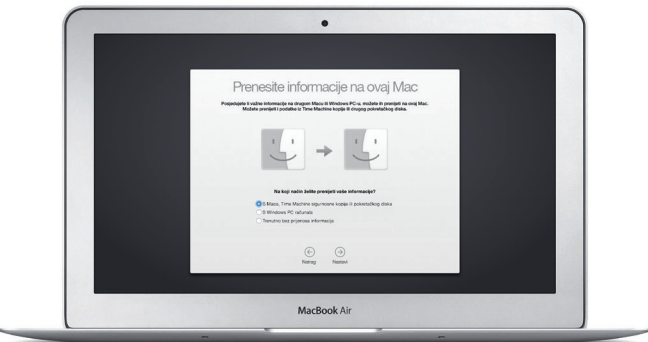 Prenesite informacije na ovaj Mac
Posjedujete li važne informacije na drugom Macu ili Windows PC-u, možete ih prenijeti na ovaj Mac.
Možete prenijeti i podatke iz Time Machine kopije ili drugog pokretačkog diska.
Na koji način želite prenijeti vaše informacije?
S Maca, Time Machine sigurnosne kopije ili pokretačkog diska
S Windows PC računala
Trenutno bez prijenosa informacija
Natrag Nastavi
MacBook Air